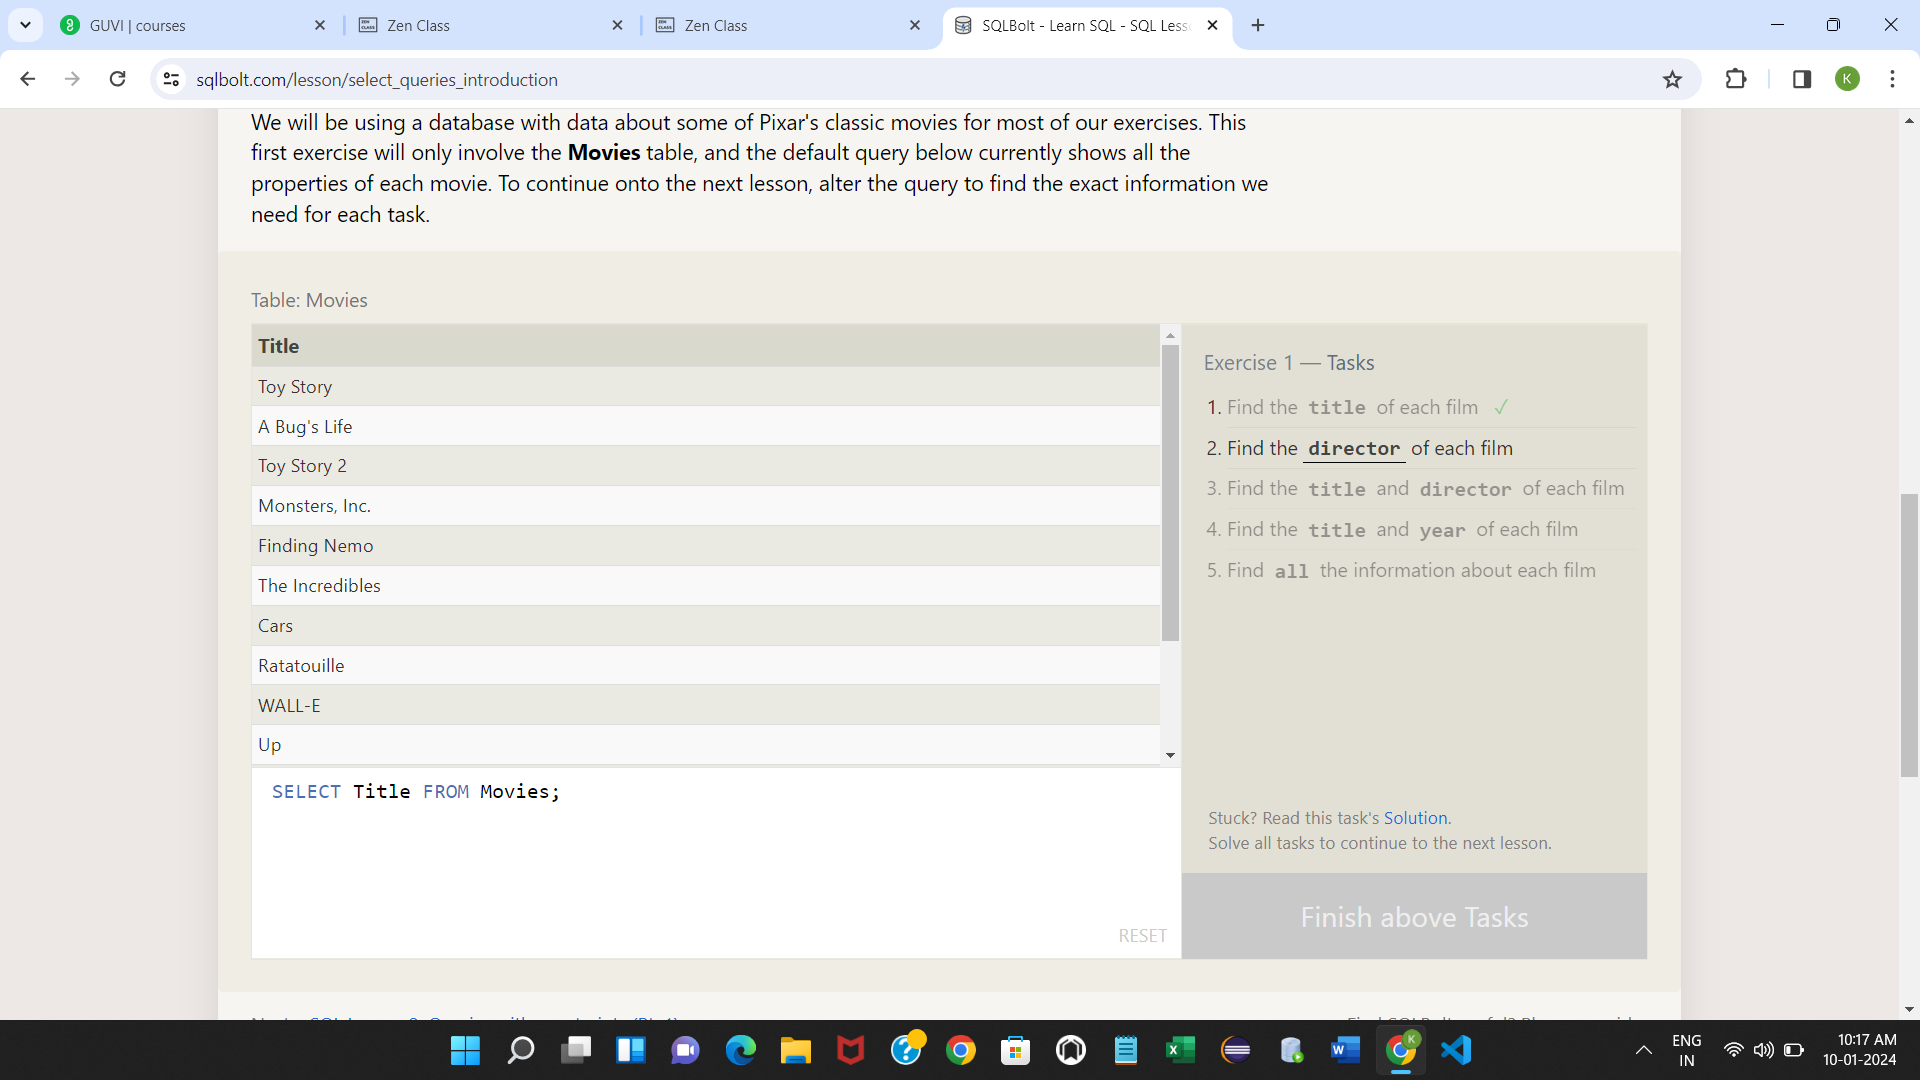 GUVI | courses
Zen Class
Zen Class
SQLBolt - Learn SQL - SQL Less
sqlbolt.com/lesson/select_queries_introduction
K
We will be using a database with data about some of Pixar's classic movies for most of our exercises. This
first exercise will only involve the Movies table, and the default query below currently shows all the
properties of each movie. To continue onto the next lesson, alter the query to find the exact information we
need for each task.
Table: Movies
Title
Toy Story
A Bug's Life
Toy Story 2
Monsters, Inc.
Finding Nemo
The Incredibles
Cars
Ratatouille
WALL-E
Up
SELECT Title FROM Movies;
RESET
Exercise 1 — Tasks
1. Find the title of each film ✓
2. Find the director of each film
3. Find the title and director of each film
4. Find the title and year of each film
5. Find all the information about each film
Stuck? Read this task's Solution.
Solve all tasks to continue to the next lesson.
Finish above Tasks
ENG
IN
10:17 AM
10-01-2024